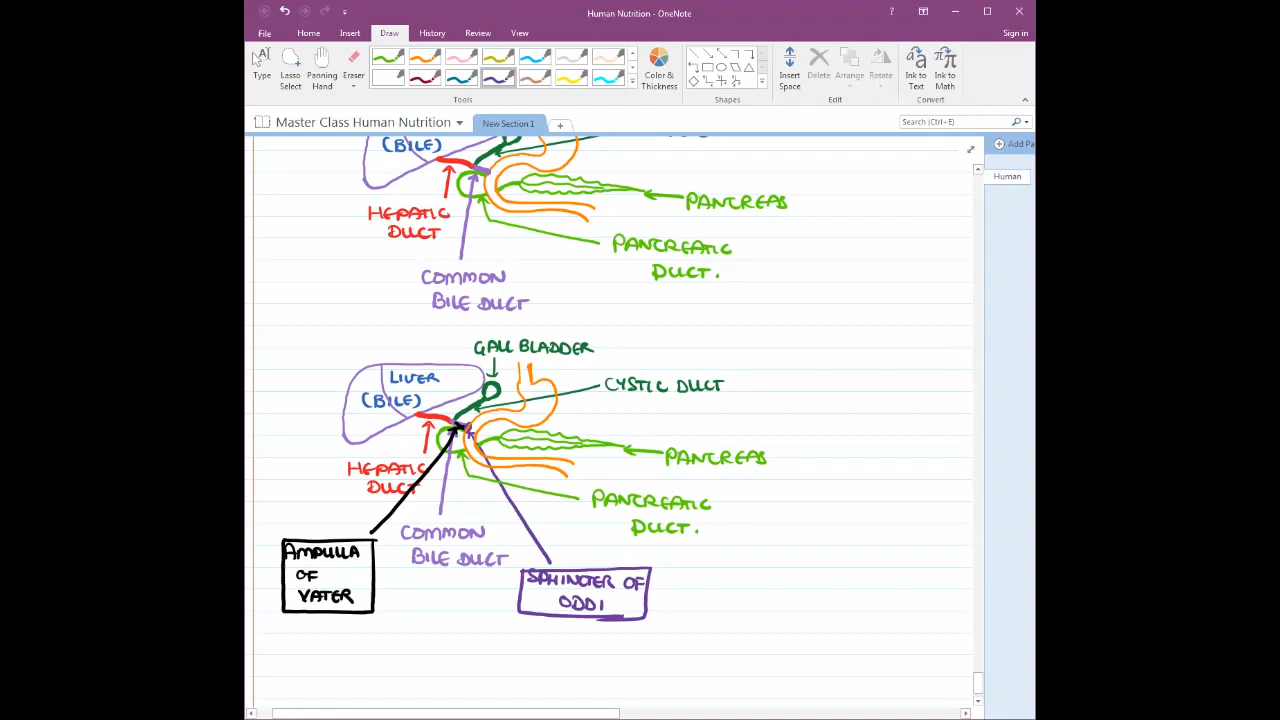 Human Nutrition - OneNote
Sign in
File Home Insert Draw History Review View
Type
Lasso Select
Panning Hand
Eraser
Color & Thickness
Insert Space
Delete
Arrange
Rotate
Ink to Text
Ink to Math
Tools
Shapes
Edit
Convert
Master Class Human Nutrition
New Section 1
Search (Ctrl+E)
Add Pa
Human
(BILE)
PANCREAS
HEPATIC
DUCT
PANCREATIC
DUCT.
COMMON
BILE DUCT
GALL BLADDER
LIVER
(BILE)
CYSTIC DUCT
PANCREAS
HEPATIC
DUCT
PANCREATIC
DUCT.
COMMON
BILE DUCT
AMPULLA
OF
VATER
SPHINCTER OF
ODDI